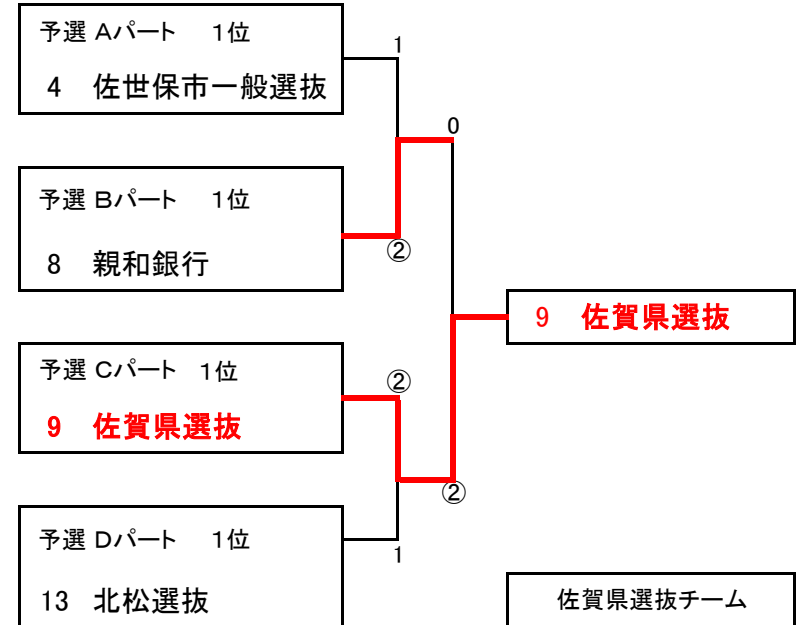 予選 Aパート 1位
4 佐世保市一般選抜
1
0
予選 Bパート 1位
8 親和銀行
②
9 佐賀県選抜
予選 Cパート 1位
9 佐賀県選抜
②
②
予選 Dパート 1位
13 北松選抜
1
佐賀県選抜チーム